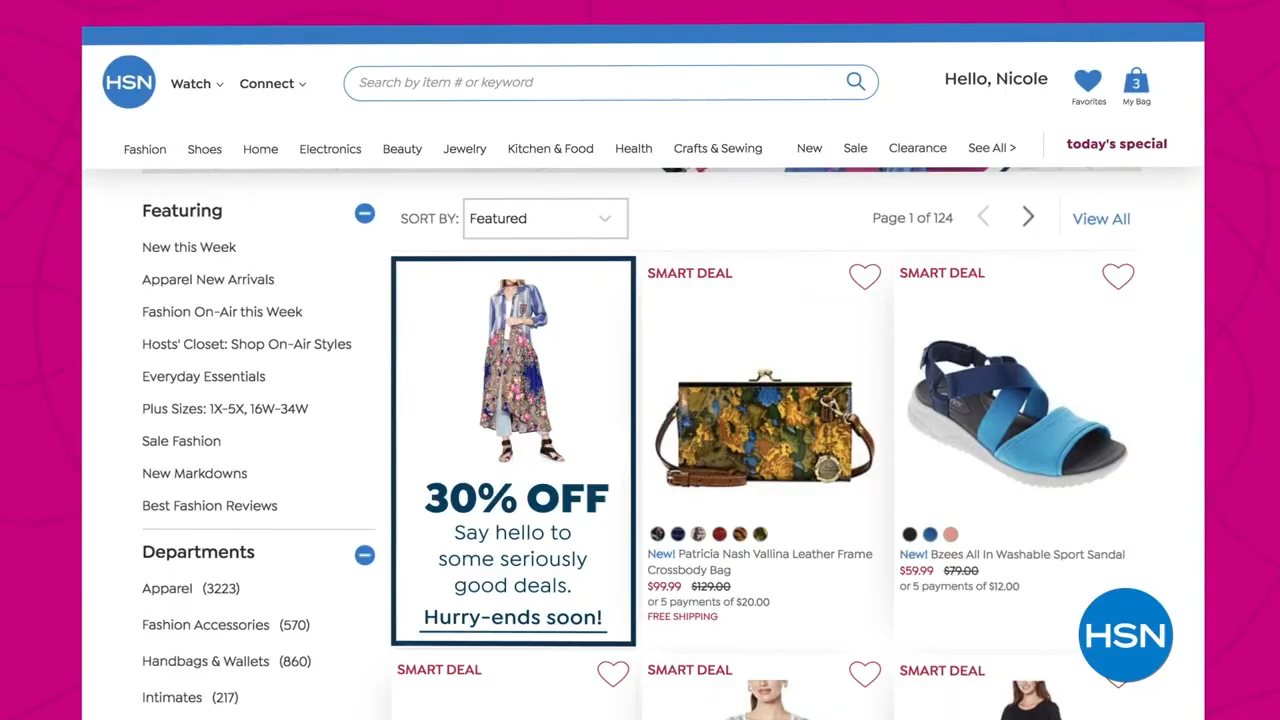 HSN
Watch
Connect
Search by item # or keyword
Hello, Nicole
Favorites
3
My Bag
Fashion
Shoes
Home
Electronics
Beauty
Jewelry
Kitchen & Food
Health
Crafts & Sewing
New
Sale
Clearance
See All >
today's special
Featuring
New this Week
Apparel New Arrivals
Fashion On-Air this Week
Hosts' Closet: Shop On-Air Styles
Everyday Essentials
Plus Sizes: 1X-5X, 16W-34W
Sale Fashion
New Markdowns
Best Fashion Reviews
Departments
Apparel (3223)
Fashion Accessories (570)
Handbags & Wallets (860)
Intimates (217)
SORT BY: Featured
Page 1 of 124
View All
30% OFF
Say hello to
some seriously
good deals.
Hurry-ends soon!
SMART DEAL
New! Patricia Nash Vallina Leather Frame
Crossbody Bag
$99.99 $129.00
or 5 payments of $20.00
FREE SHIPPING
SMART DEAL
New! Bzees All In Washable Sport Sandal
$59.99 $79.00
or 5 payments of $12.00
SMART DEAL
SMART DEAL
SMART DEAL
HSN